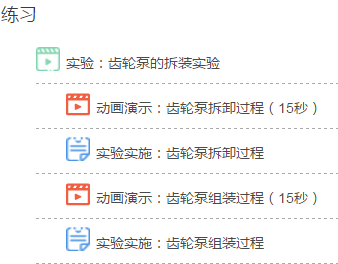 练习
实验：齿轮泵的拆装实验
动画演示：齿轮泵拆卸过程（15秒）
实验实施：齿轮泵拆卸过程
动画演示：齿轮泵组装过程（15秒）
实验实施：齿轮泵组装过程